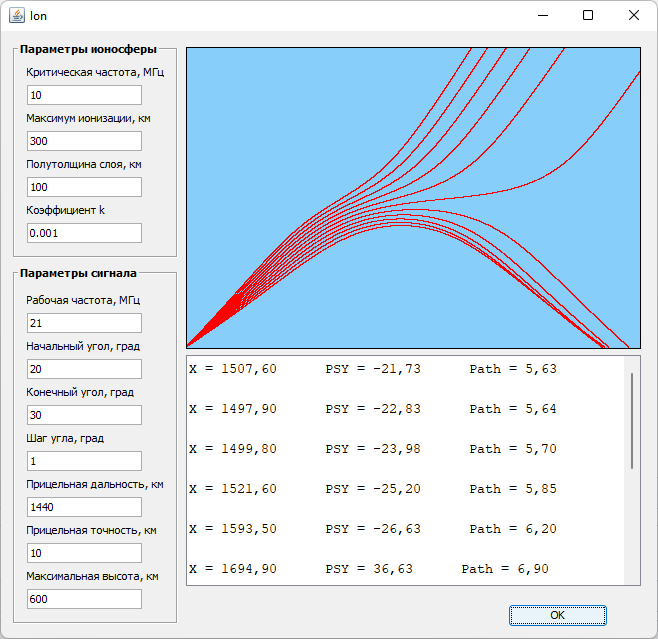 Ion
Параметры ионосферы
Критическая частота, МГц
10
Максимум ионизации, км
300
Полутолщина слоя, км
100
Коэффициент k
0.001
Параметры сигнала
Рабочая частота, МГц
21
Начальный угол, град
20
Конечный угол, град
30
Шаг угла, град
1
Прицельная дальность, км
1440
Прицельная точность, км
10
Максимальная высота, км
600
X = 1507,60 PSY = -21,73 Path = 5,63
X = 1497,90 PSY = -22,83 Path = 5,64
X = 1499,80 PSY = -23,98 Path = 5,70
X = 1521,60 PSY = -25,20 Path = 5,85
X = 1593,50 PSY = -26,63 Path = 6,20
X = 1694,90 PSY = 36,63 Path = 6,90
OK